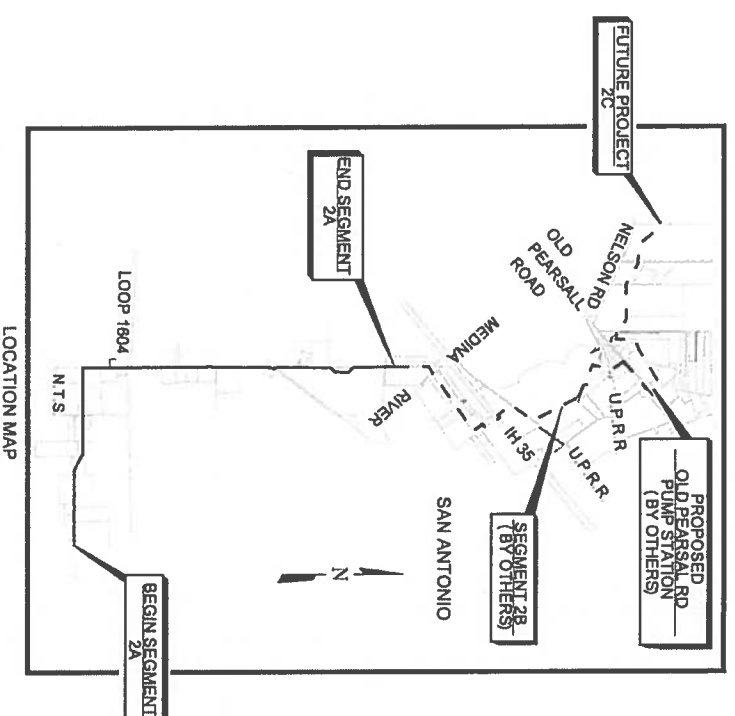 FUTURE PROJECT
2C
PROPOSED
OLD PEARSAL RD
PUMP STATION
(BY OTHERS)
NELSON RD
OLD
PEARSALL
ROAD
U.P.R.R
END SEGMENT
2A
MEDINA
RIVER
IH 35
U.P.R.R
SEGMENT 2B
(BY OTHERS)
SAN ANTONIO
N
LOOP 1604
N.T.S
BEGIN SEGMENT
2A
LOCATION MAP